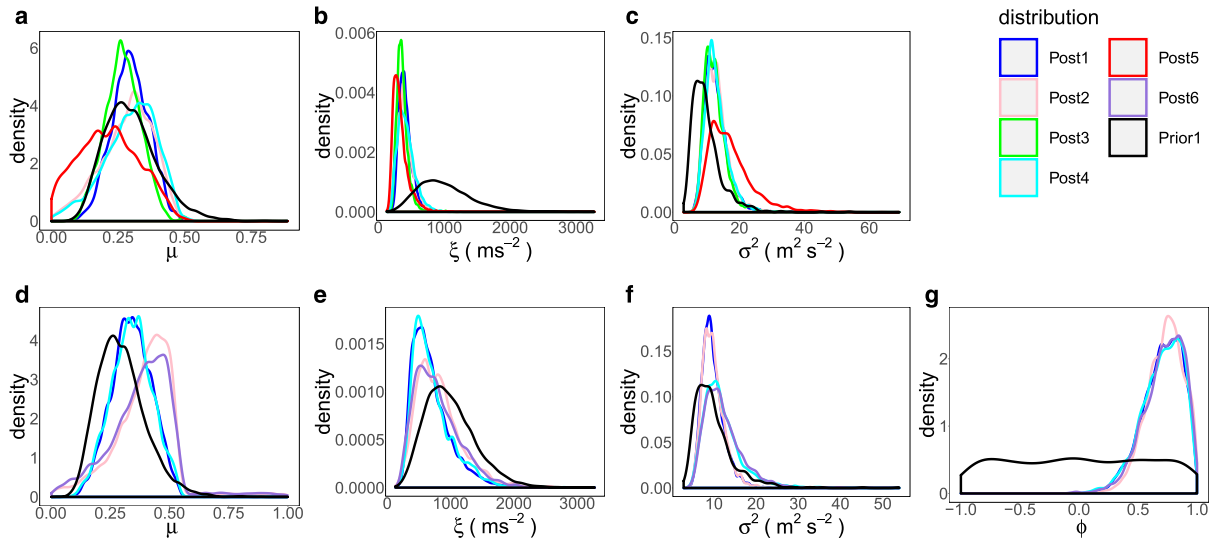 a
density
6
4
2
0
0.00 0.25 0.50 0.75
μ
b
density
0.006
0.004
0.002
0.000
0 1000 2000 3000
ξ ( ms⁻² )
c
density
0.15
0.10
0.05
0.00
0 20 40 60
σ² ( m² s⁻² )
distribution
Post1 Post5
Post2 Post6
Post3 Prior1
Post4
d
density
4
3
2
1
0
0.00 0.25 0.50 0.75 1.00
μ
e
density
0.0015
0.0010
0.0005
0.0000
0 1000 2000 3000
ξ ( ms⁻² )
f
density
0.20
0.15
0.10
0.05
0.00
10 20 30 40 50
σ² ( m² s⁻² )
g
density
2
1
0
−1.0 −0.5 0.0 0.5 1.0
ϕ